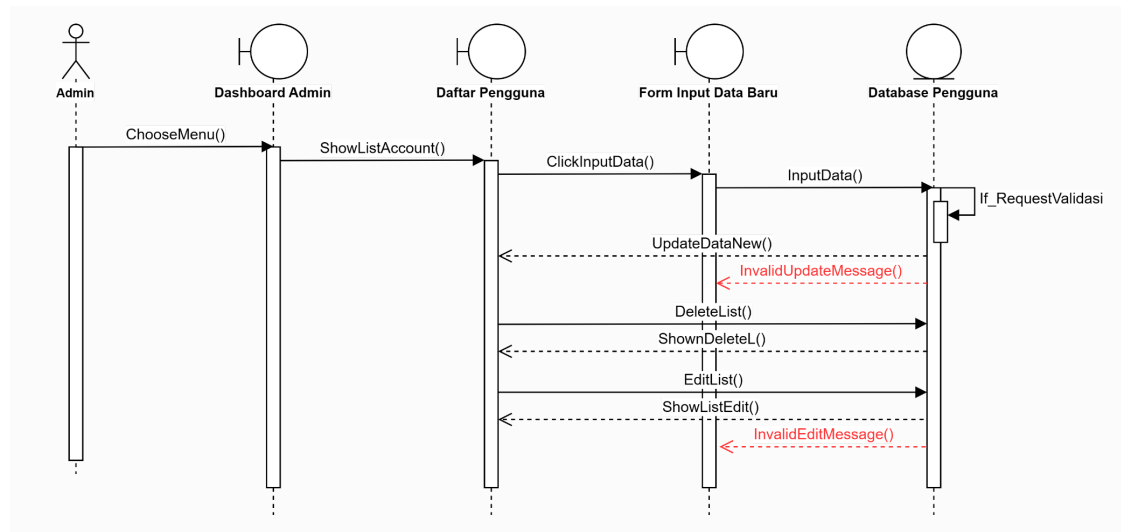 Admin
Dashboard Admin
Daftar Pengguna
Form Input Data Baru
Database Pengguna
ChooseMenu()
ShowListAccount()
ClickInputData()
InputData()
If_RequestValidasi
UpdateDataNew()
InvalidUpdateMessage()
DeleteList()
ShownDeleteL()
EditList()
ShowListEdit()
InvalidEditMessage()